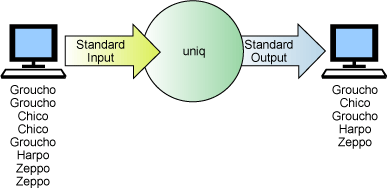 Standard
Input
uniq
Standard
Output
Groucho
Groucho
Chico
Chico
Groucho
Harpo
Zeppo
Zeppo
Groucho
Chico
Groucho
Harpo
Zeppo